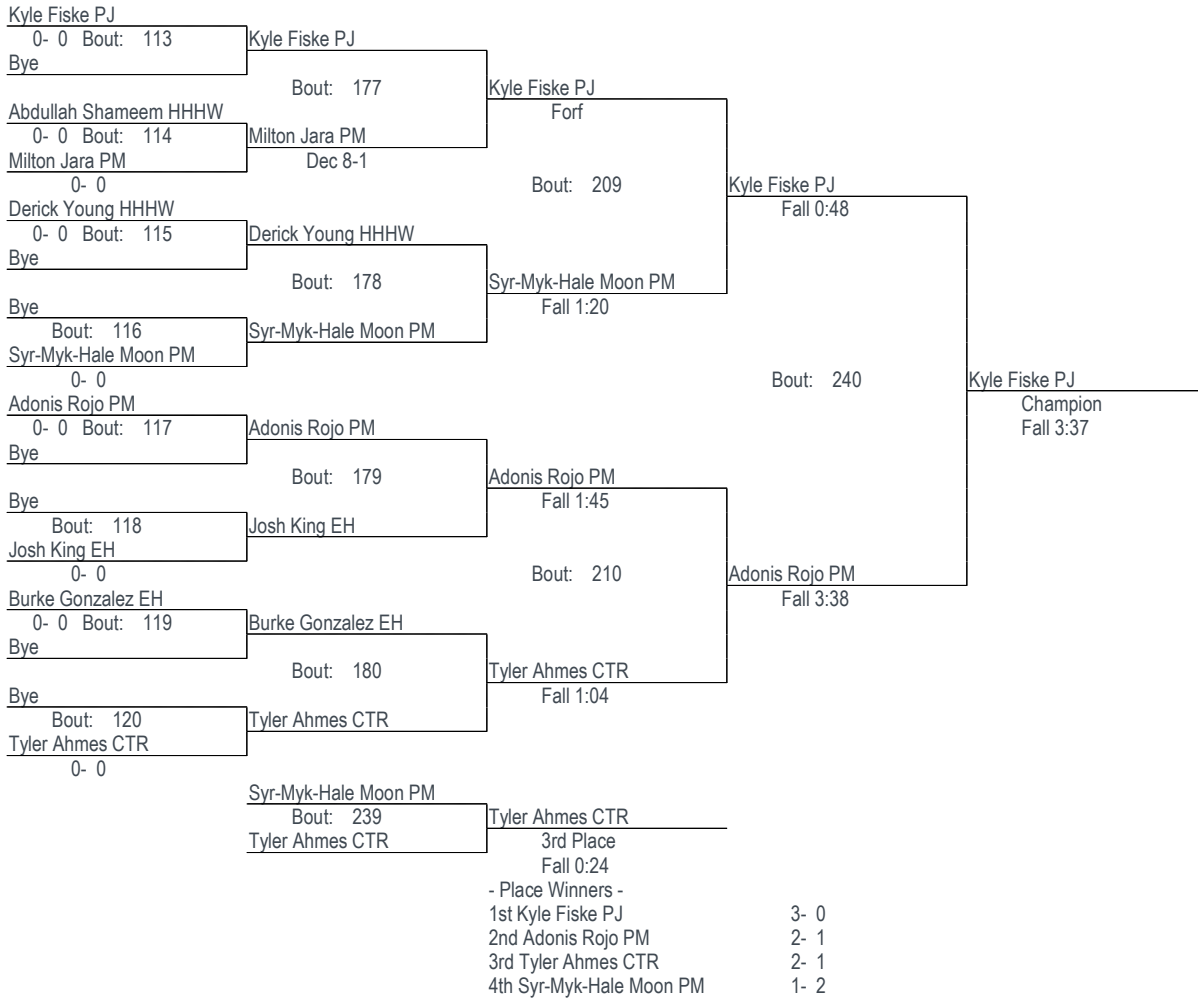 Kyle Fiske PJ
0- 0 Bout: 113
Kyle Fiske PJ
Bye
Bout: 177
Kyle Fiske PJ
Abdullah Shameem HHHW
Forf
0- 0 Bout: 114
Milton Jara PM
Milton Jara PM
Dec 8-1
0- 0
Bout: 209
Kyle Fiske PJ
Derick Young HHHW
Fall 0:48
0- 0 Bout: 115
Derick Young HHHW
Bye
Bout: 178
Syr-Myk-Hale Moon PM
Bye
Fall 1:20
Bout: 116
Syr-Myk-Hale Moon PM
Syr-Myk-Hale Moon PM
0- 0
Bout: 240
Kyle Fiske PJ
Adonis Rojo PM
Champion
0- 0 Bout: 117
Adonis Rojo PM
Fall 3:37
Bye
Bout: 179
Adonis Rojo PM
Bye
Fall 1:45
Bout: 118
Josh King EH
Josh King EH
0- 0
Bout: 210
Adonis Rojo PM
Burke Gonzalez EH
Fall 3:38
0- 0 Bout: 119
Burke Gonzalez EH
Bye
Bout: 180
Tyler Ahmes CTR
Bye
Fall 1:04
Bout: 120
Tyler Ahmes CTR
Tyler Ahmes CTR
0- 0
Syr-Myk-Hale Moon PM
Bout: 239
Tyler Ahmes CTR
Tyler Ahmes CTR
3rd Place
Fall 0:24
- Place Winners -
1st Kyle Fiske PJ 3- 0
2nd Adonis Rojo PM 2- 1
3rd Tyler Ahmes CTR 2- 1
4th Syr-Myk-Hale Moon PM 1- 2